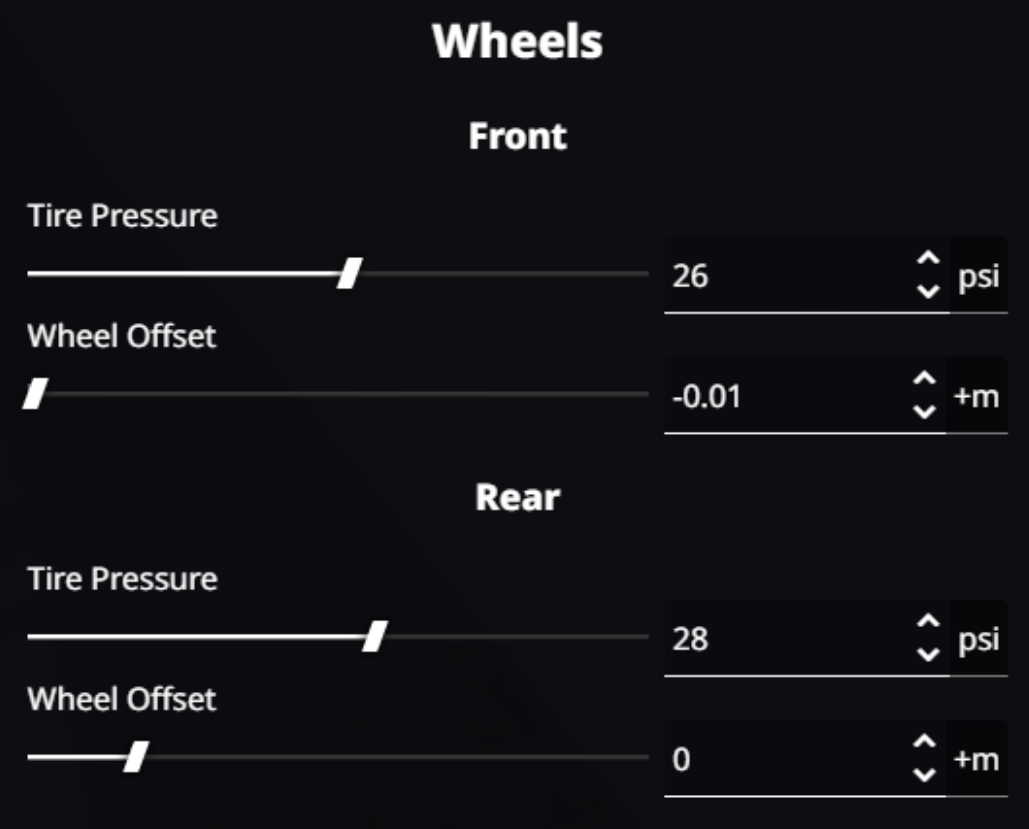 Wheels
Front
Tire Pressure
26 psi
Wheel Offset
-0.01 +m
Rear
Tire Pressure
28 psi
Wheel Offset
0 +m